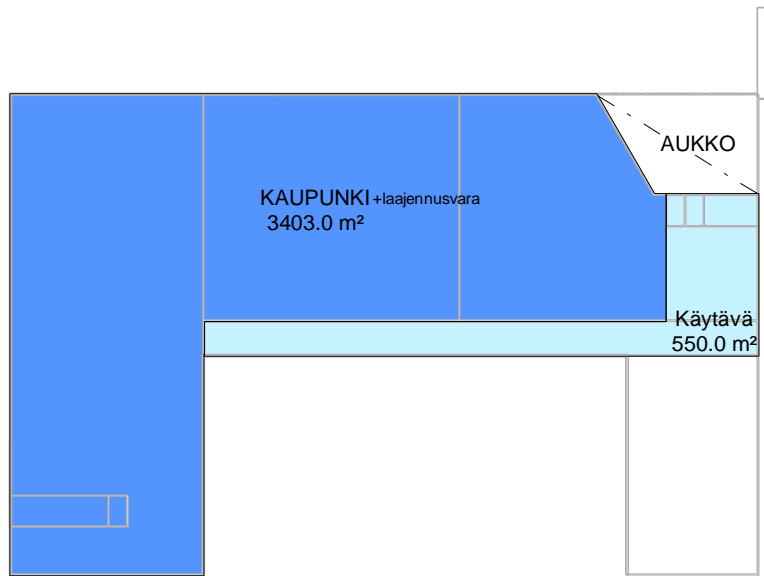 AUKKO
KAUPUNKI +laajennusvara
3403.0 m²
Käytävä
550.0 m²